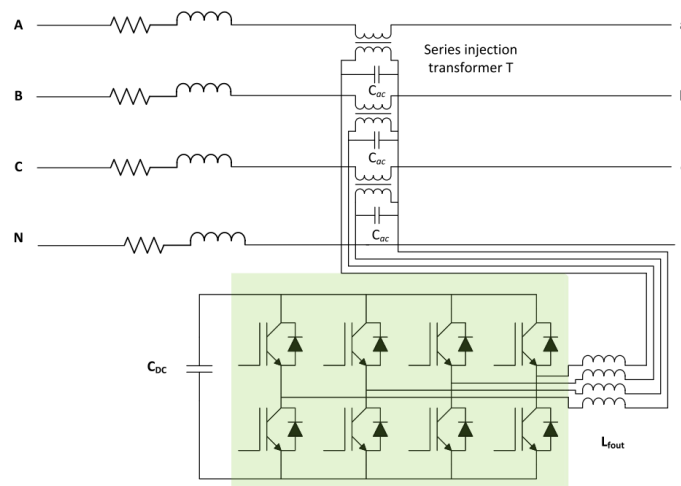 A
Series injection
transformer T
Cac
B
Cac
C
Cac
N
CDC
Lfout